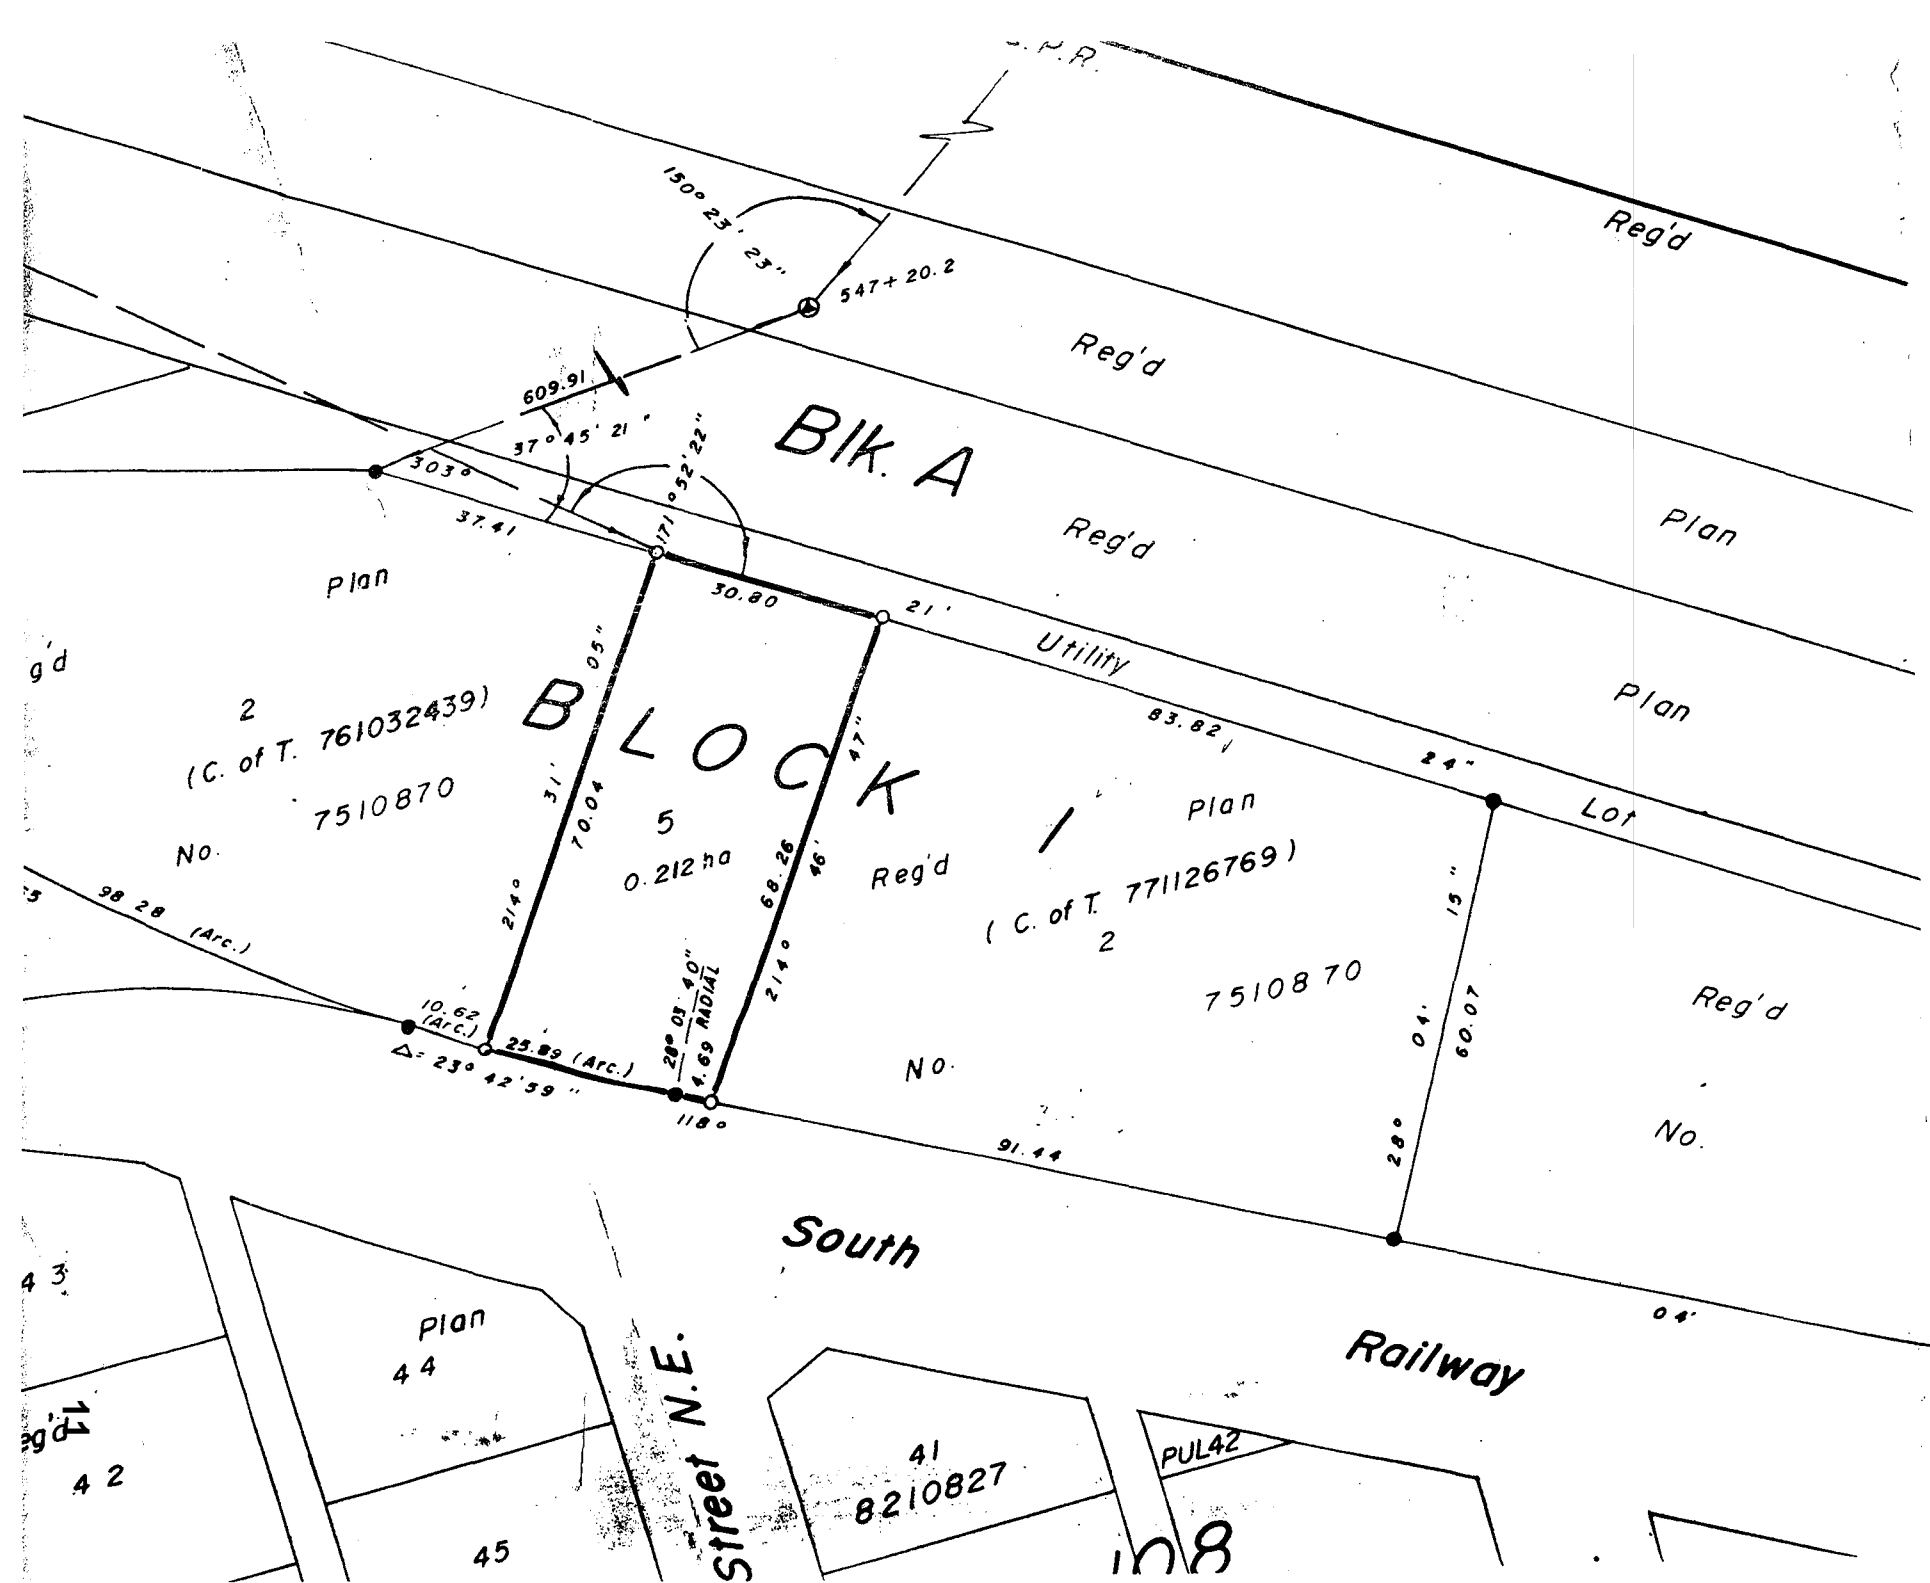 C.P.R.
Reg'd
150° 23' 23"
547+20.2
Reg'd
609.91
37° 45' 21"
Blk. A
303°
171° 52' 22"
37.41
Reg'd
Plan
Plan
30.80
21'
Utility
Plan
g'd
2
(C. of T. 761032439)
7510870
No.
05"
31'
70.04
214°
BLOCK 1
5
0.212 ha
47"
46'
68.26
214°
83.82
24"
Lot
Plan
Reg'd
(C. of T. 771126769)
2
7510870
No.
15"
04'
60.07
28°
Reg'd
No.
98.28
(Arc.)
10.62
(Arc.)
25.89 (Arc.)
Δ= 23° 42' 59"
28° 03' 40"
RADIAL
4.69
118°
91.44
04'
South
Railway
43
Plan
44
11
eg'd
42
45
Street N.E.
41
8210827
PUL42